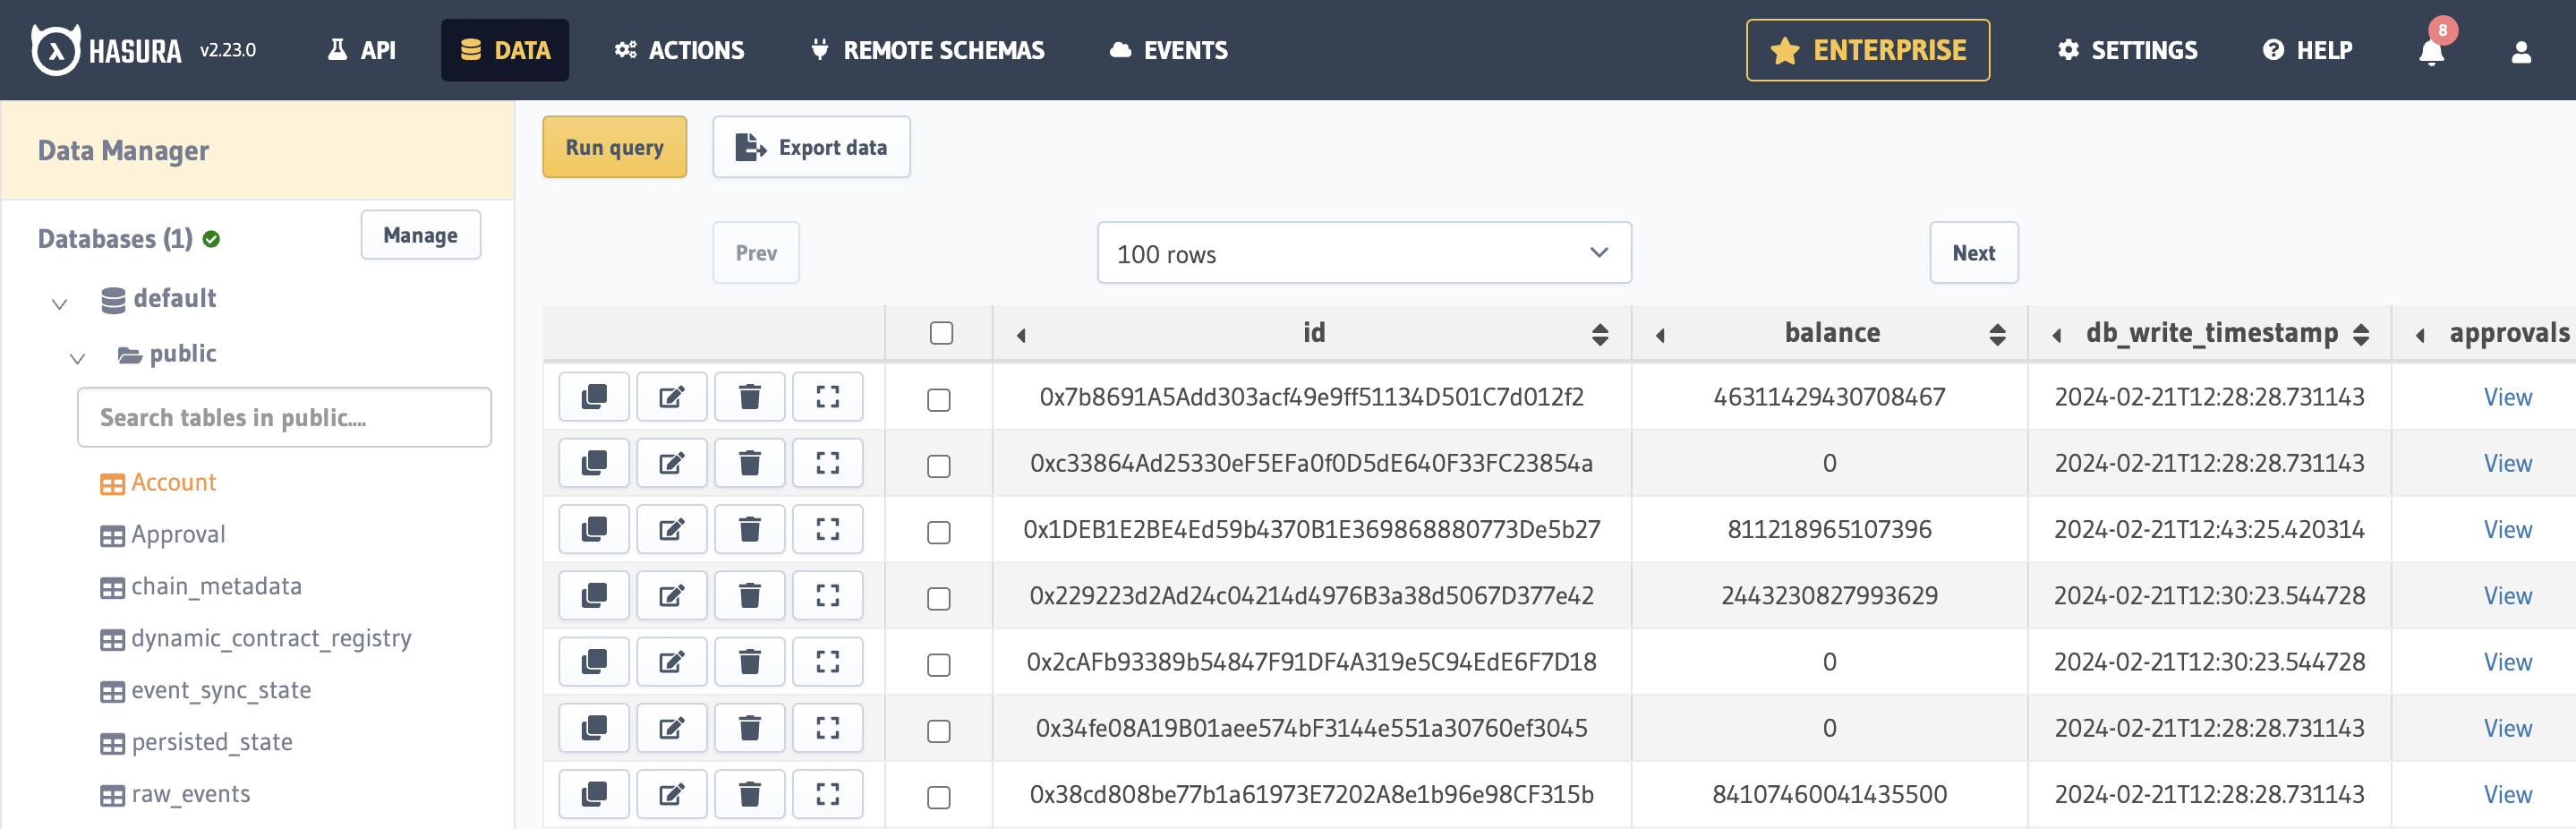 HASURA v2.23.0 API DATA ACTIONS REMOTE SCHEMAS EVENTS ENTERPRISE SETTINGS HELP 8
Data Manager
Databases (1) Manage
default
public
Search tables in public....
Account
Approval
chain_metadata
dynamic_contract_registry
event_sync_state
persisted_state
raw_events
Run query Export data
Prev 100 rows Next
id balance db_write_timestamp approvals
0x7b8691A5Add303acf49e9ff51134D501C7d012f2 46311429430708467 2024-02-21T12:28:28.731143 View
0xc33864Ad25330eF5EFa0f0D5dE640F33FC23854a 0 2024-02-21T12:28:28.731143 View
0x1DEB1E2BE4Ed59b4370B1E369868880773De5b27 811218965107396 2024-02-21T12:43:25.420314 View
0x229223d2Ad24c04214d4976B3a38d5067D377e42 2443230827993629 2024-02-21T12:30:23.544728 View
0x2cAFb93389b54847F91DF4A319e5C94EdE6F7D18 0 2024-02-21T12:30:23.544728 View
0x34fe08A19B01aee574bF3144e551a30760ef3045 0 2024-02-21T12:28:28.731143 View
0x38cd808be77b1a61973E7202A8e1b96e98CF315b 84107460041435500 2024-02-21T12:28:28.731143 View